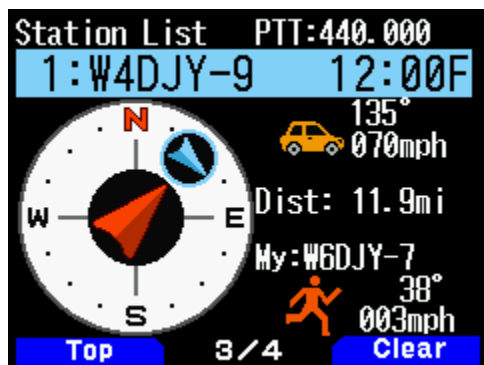 Station List PTT:440.000
1:W4DJY-9 12:00F
135°
070mph
N
W E
S
Dist: 11.9mi
My:W6DJY-7
38°
003mph
Top 3/4 Clear